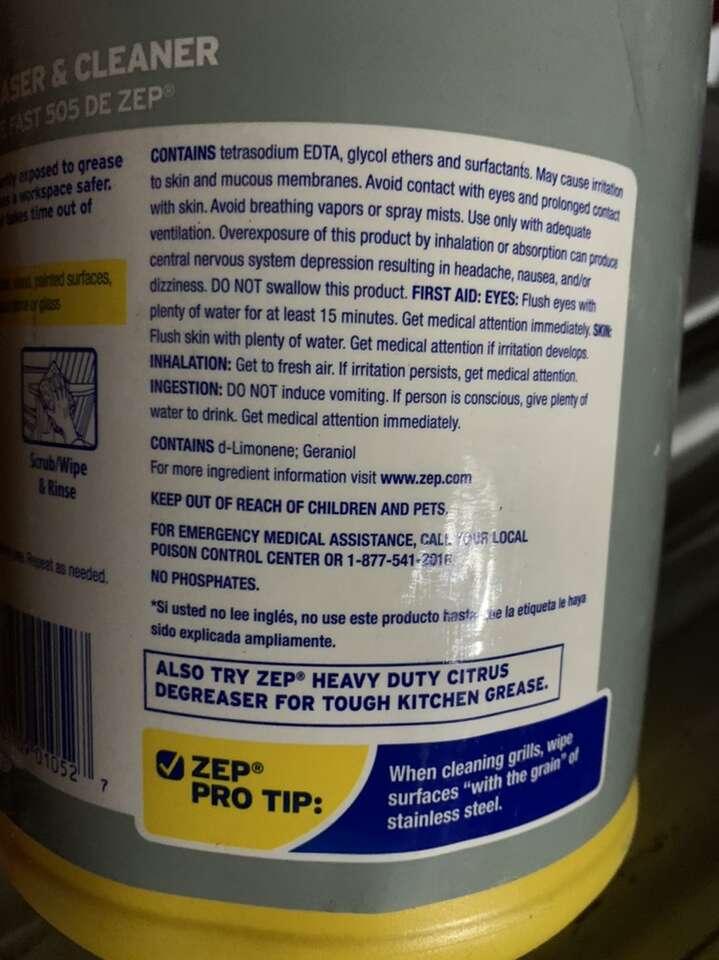 ASER & CLEANER
FAST 505 DE ZEP®
exposed to grease
a workspace safer.
takes time out of
painted surfaces,
or glass
Scrub/Wipe
& Rinse
Repeat as needed.
01052 7
CONTAINS tetrasodium EDTA, glycol ethers and surfactants. May cause irritation
to skin and mucous membranes. Avoid contact with eyes and prolonged contact
with skin. Avoid breathing vapors or spray mists. Use only with adequate
ventilation. Overexposure of this product by inhalation or absorption can produce
central nervous system depression resulting in headache, nausea, and/or
dizziness. DO NOT swallow this product. FIRST AID: EYES: Flush eyes with
plenty of water for at least 15 minutes. Get medical attention immediately. SKIN:
Flush skin with plenty of water. Get medical attention if irritation develops.
INHALATION: Get to fresh air. If irritation persists, get medical attention.
INGESTION: DO NOT induce vomiting. If person is conscious, give plenty of
water to drink. Get medical attention immediately.
CONTAINS d-Limonene; Geraniol
For more ingredient information visit www.zep.com
KEEP OUT OF REACH OF CHILDREN AND PETS.
FOR EMERGENCY MEDICAL ASSISTANCE, CALL YOUR LOCAL
POISON CONTROL CENTER OR 1-877-541-2016
NO PHOSPHATES.
*Si usted no lee inglés, no use este producto hasta que la etiqueta le haya
sido explicada ampliamente.
ALSO TRY ZEP® HEAVY DUTY CITRUS
DEGREASER FOR TOUGH KITCHEN GREASE.
ZEP®
PRO TIP:
When cleaning grills, wipe
surfaces "with the grain" of
stainless steel.